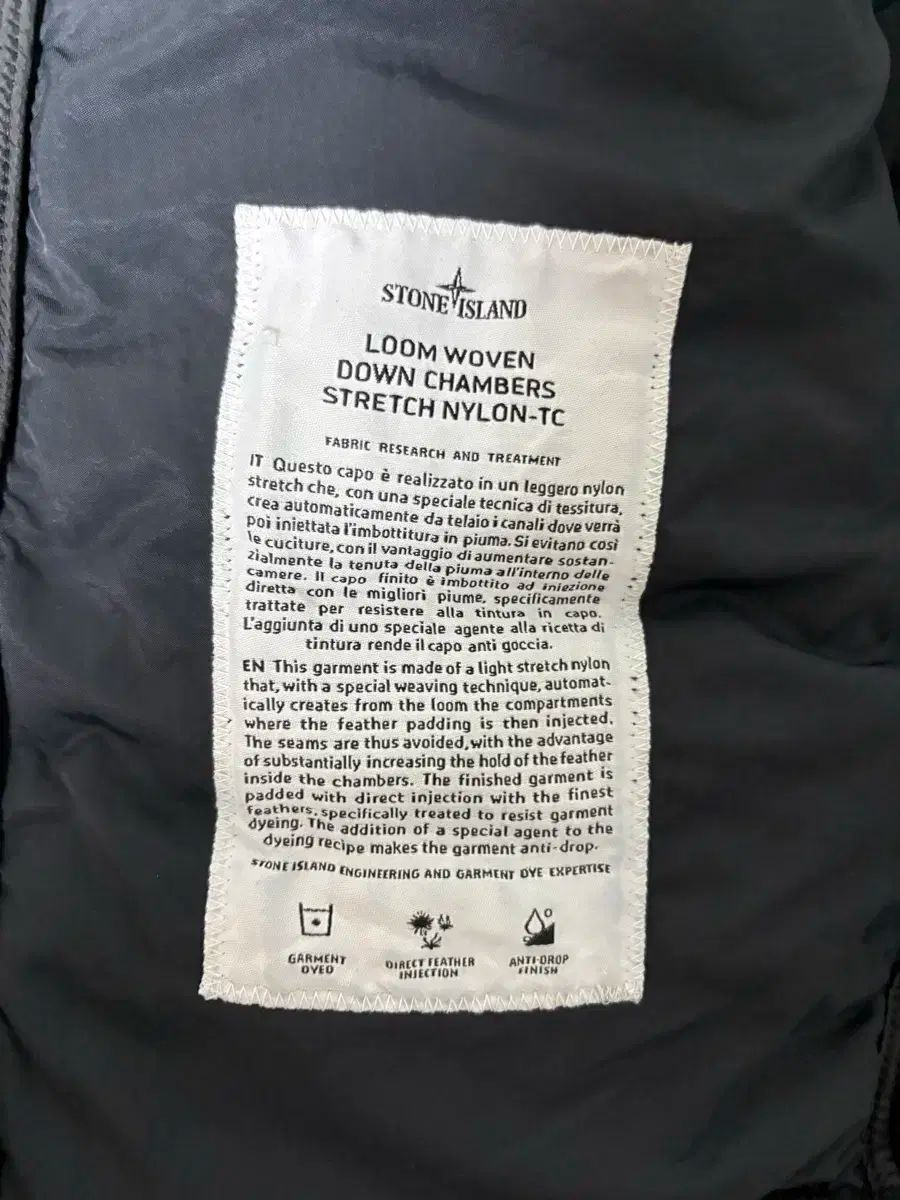 STONE ISLAND
LOOM WOVEN
DOWN CHAMBERS
STRETCH NYLON-TC
FABRIC RESEARCH AND TREATMENT
IT Questo capo è realizzato in un leggero nylon
stretch che, con una speciale tecnica di tessitura,
crea automaticamente da telaio i canali dove verrà
poi iniettata l'imbottitura in piuma. Si evitano così
le cuciture, con il vantaggio di aumentare sostan-
zialmente la tenuta della piuma all'interno delle
camere. Il capo finito è imbottito ad iniezione
diretta con le migliori piume, specificamente
trattate per resistere alla tintura in capo.
L'aggiunta di uno speciale agente alla ricetta di
tintura rende il capo anti goccia.
EN This garment is made of a light stretch nylon
that, with a special weaving technique, automat-
ically creates from the loom the compartments
where the feather padding is then injected.
The seams are thus avoided, with the advantage
of substantially increasing the hold of the feather
inside the chambers. The finished garment is
padded with direct injection with the finest
feathers, specifically treated to resist garment
dyeing. The addition of a special agent to the
dyeing recipe makes the garment anti-drop.
STONE ISLAND ENGINEERING AND GARMENT DYE EXPERTISE
GARMENT
DYED
DIRECT FEATHER
INJECTION
ANTI-DROP
FINISH